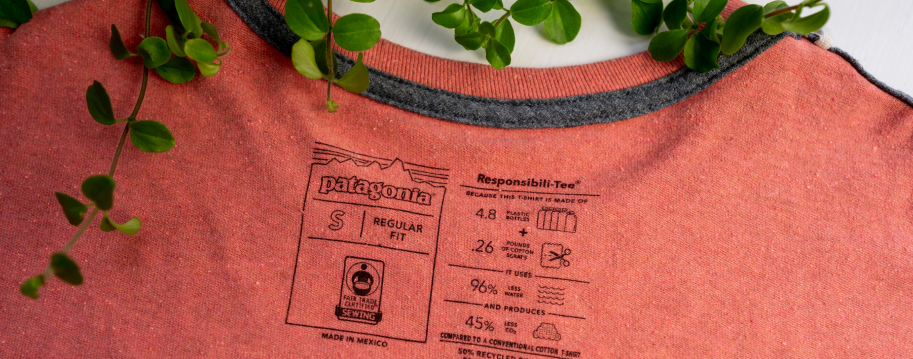 patagonia®
S
REGULAR
FIT
FAIR TRADE
CERTIFIED
SEWING
MADE IN MEXICO
Responsibili-Tee®
BECAUSE THIS T-SHIRT IS MADE OF
4.8 PLASTIC
BOTTLES
+
.26 POUNDS
OF COTTON
SCRAPS
IT USES
96% LESS
WATER
AND PRODUCES
45% LESS
CO₂
COMPARED TO A CONVENTIONAL COTTON T-SHIRT
50% RECYCLED